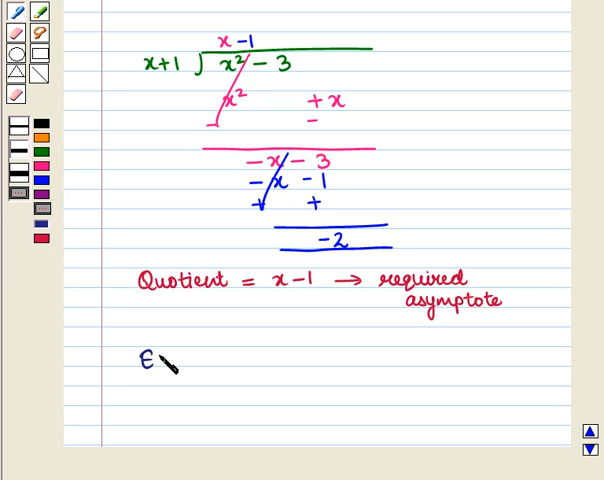 x - 1
x + 1 ) x² - 3
x² + x
- -
- x - 3
- x - 1
+ +
- 2
Quotient = x - 1 → required
asymptote
E